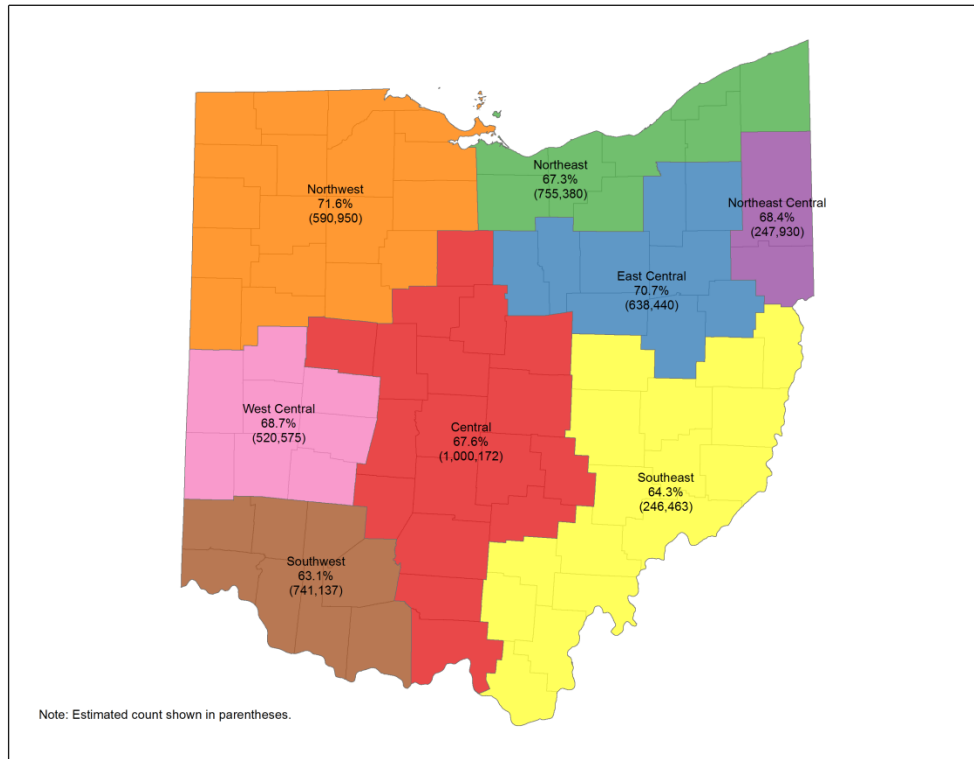 Northeast
67.3%
(755,380)
Northwest
71.6%
(590,950)
Northeast Central
68.4%
(247,930)
East Central
70.7%
(638,440)
West Central
68.7%
(520,575)
Central
67.6%
(1,000,172)
Southeast
64.3%
(246,463)
Southwest
63.1%
(741,137)
Note: Estimated count shown in parentheses.